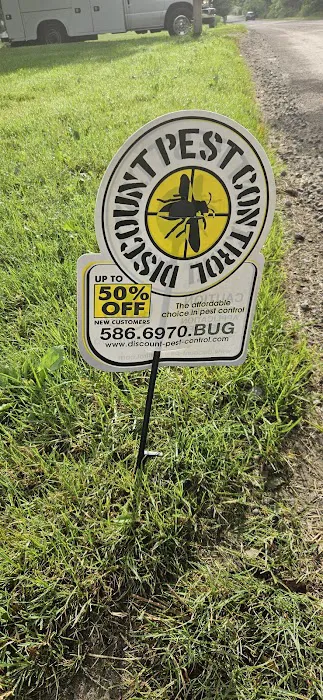 DISCOUNT PEST CONTROL
UP TO
50%
OFF
NEW CUSTOMERS
The affordable
choice in pest control
586.6970.BUG
www.discount-pest-control.com